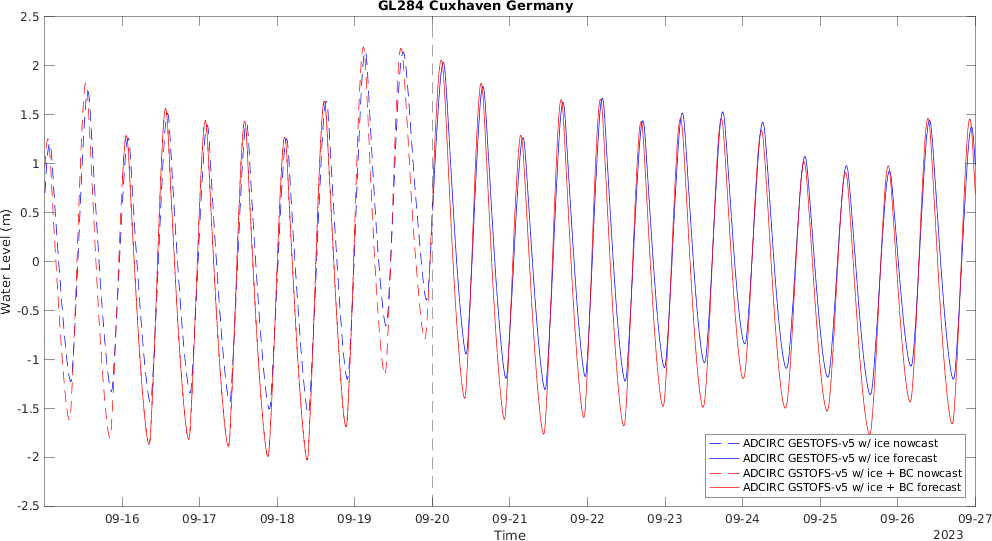 GL284 Cuxhaven Germany
2.5
2
1.5
1
0.5
0
-0.5
-1
-1.5
-2
-2.5
Water Level (m)
ADCIRC GESTOFS-v5 w/ ice nowcast
ADCIRC GESTOFS-v5 w/ ice forecast
ADCIRC GSTOFS-v5 w/ ice + BC nowcast
ADCIRC GSTOFS-v5 w/ ice + BC forecast
09-16 09-17 09-18 09-19 09-20 09-21 09-22 09-23 09-24 09-25 09-26 09-27
Time
2023